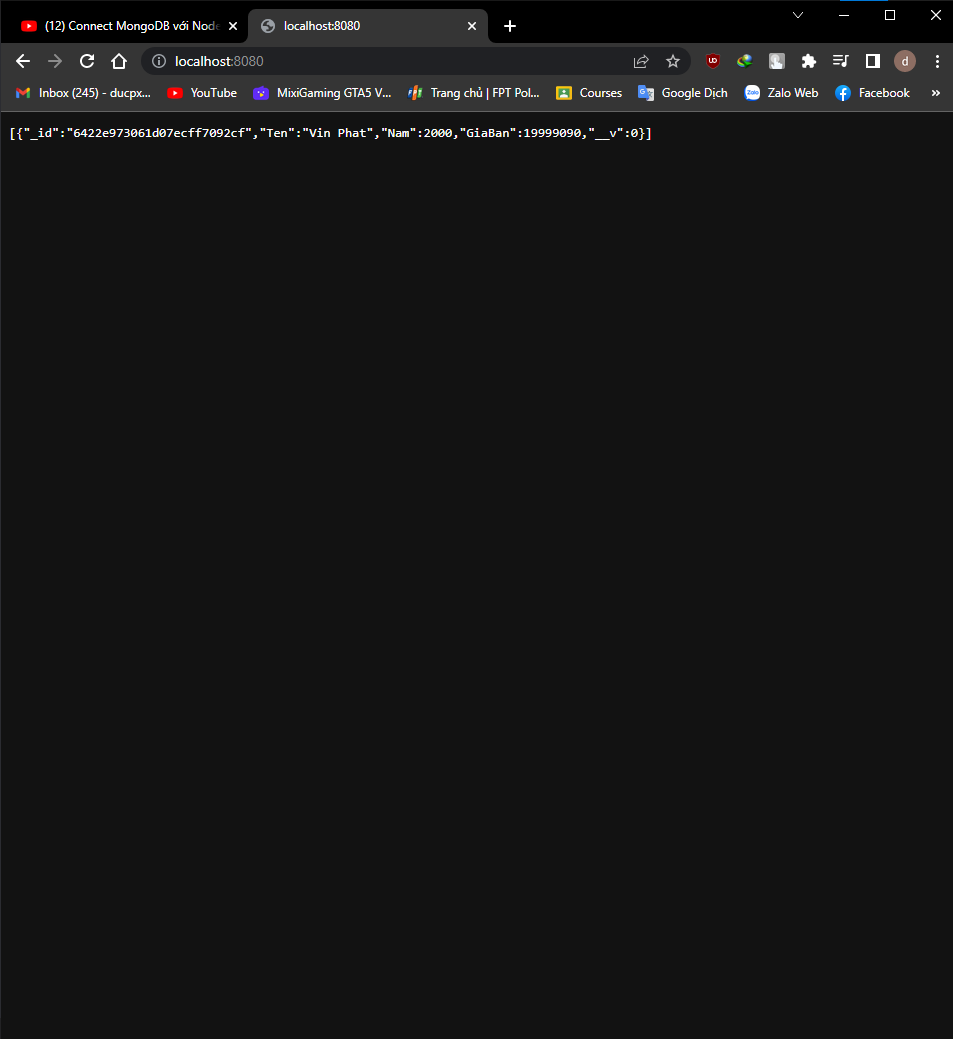 (12) Connect MongoDB với Node
localhost:8080
localhost:8080
d
Inbox (245) - ducpx...
YouTube
MixiGaming GTA5 V...
Trang chủ | FPT Pol...
Courses
Google Dịch
Zalo Web
Facebook
»
[{"_id":"6422e973061d07ecff7092cf","Ten":"Vin Phat","Nam":2000,"GiaBan":19999090,"__v":0}]